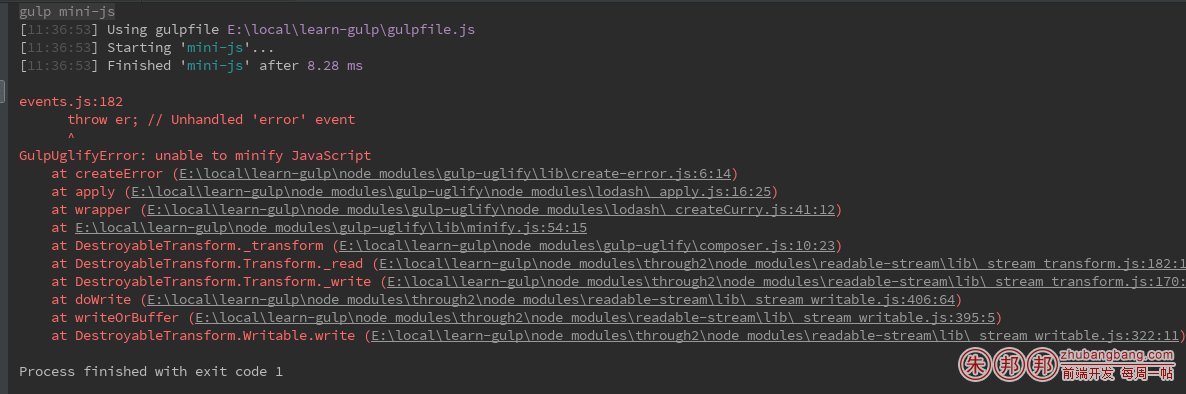 gulp mini-js
[11:36:53] Using gulpfile E:\local\learn-gulp\gulpfile.js
[11:36:53] Starting 'mini-js'...
[11:36:53] Finished 'mini-js' after 8.28 ms
events.js:182
throw er; // Unhandled 'error' event
^
GulpUglifyError: unable to minify JavaScript
at createError (E:\local\learn-gulp\node_modules\gulp-uglify\lib\create-error.js:6:14)
at apply (E:\local\learn-gulp\node_modules\gulp-uglify\node_modules\lodash\_apply.js:16:25)
at wrapper (E:\local\learn-gulp\node_modules\gulp-uglify\node_modules\lodash\_createCurry.js:41:12)
at E:\local\learn-gulp\node_modules\gulp-uglify\lib\minify.js:54:15
at DestroyableTransform._transform (E:\local\learn-gulp\node_modules\gulp-uglify\composer.js:10:23)
at DestroyableTransform.Transform._read (E:\local\learn-gulp\node_modules\through2\node_modules\readable-stream\lib\_stream_transform.js:182:1
at DestroyableTransform.Transform._write (E:\local\learn-gulp\node_modules\through2\node_modules\readable-stream\lib\_stream_transform.js:170:
at doWrite (E:\local\learn-gulp\node_modules\through2\node_modules\readable-stream\lib\_stream_writable.js:406:64)
at writeOrBuffer (E:\local\learn-gulp\node_modules\through2\node_modules\readable-stream\lib\_stream_writable.js:395:5)
at DestroyableTransform.Writable.write (E:\local\learn-gulp\node_modules\through2\node_modules\readable-stream\lib\_stream_writable.js:322:11)
Process finished with exit code 1
朱邦邦 zhubangbang.com
前端开发 每周一帖